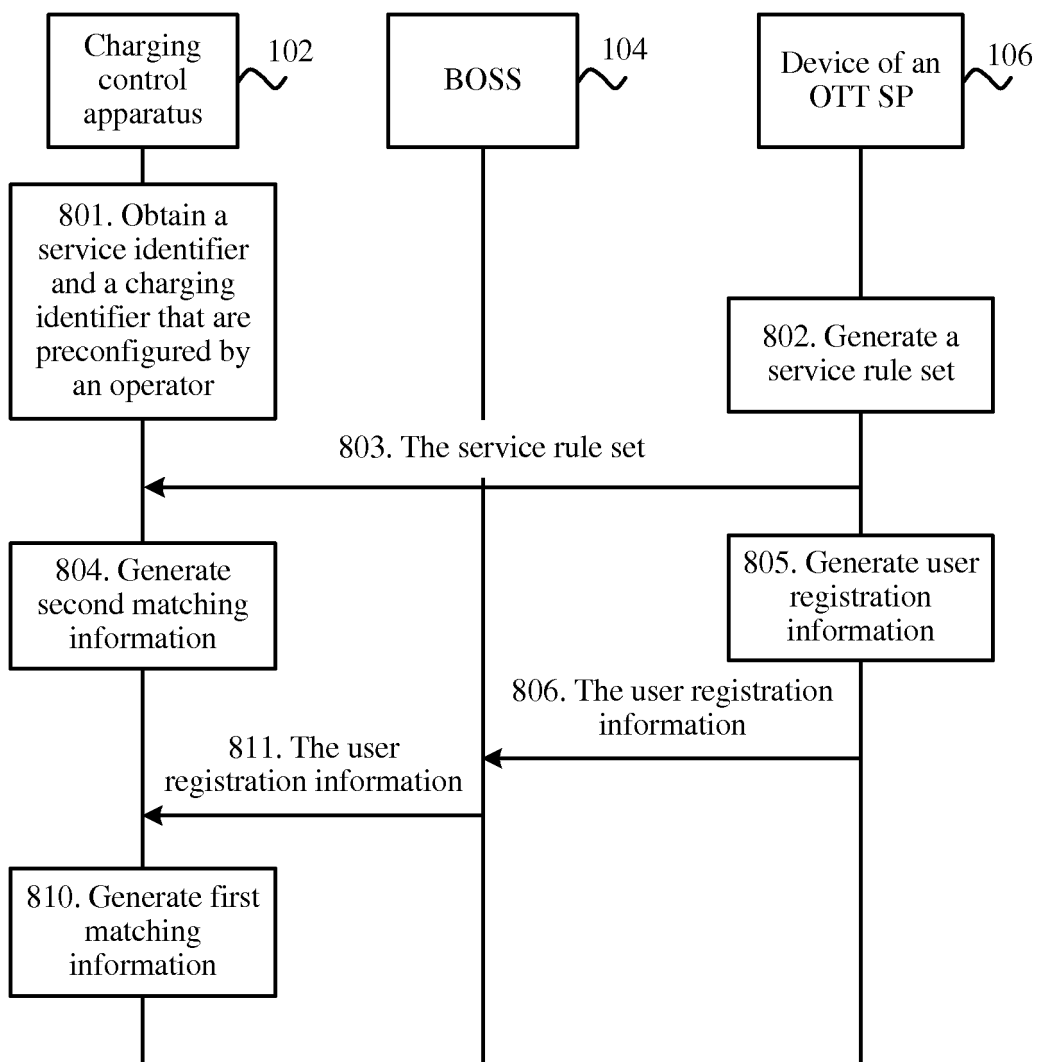 Charging
control
apparatus
102
BOSS
104
Device of an
OTT SP
106
801. Obtain a
service identifier
and a charging
identifier that are
preconfigured by
an operator
802. Generate a
service rule set
803. The service rule set
804. Generate
second matching
information
805. Generate user
registration
information
806. The user registration
information
811. The user
registration information
810. Generate first
matching
information